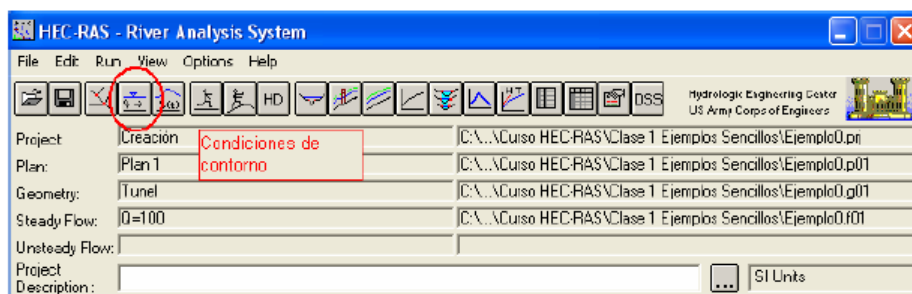 HEC-RAS - River Analysis System
File Edit Run View Options Help
HD DSS
Hydrologic Engineering Center
US Army Corps of Engineers
Project: Creación C:\...\Curso HEC-RAS\Clase 1 Ejemplos Sencillos\Ejemplo0.prj
Condiciones de
contorno
Plan: Plan 1 C:\...\Curso HEC-RAS\Clase 1 Ejemplos Sencillos\Ejemplo0.p01
Geometry: Tunel C:\...\Curso HEC-RAS\Clase 1 Ejemplos Sencillos\Ejemplo0.g01
Steady Flow: Q=100 C:\...\Curso HEC-RAS\Clase 1 Ejemplos Sencillos\Ejemplo0.f01
Unsteady Flow:
Project
Description : ... SI Units